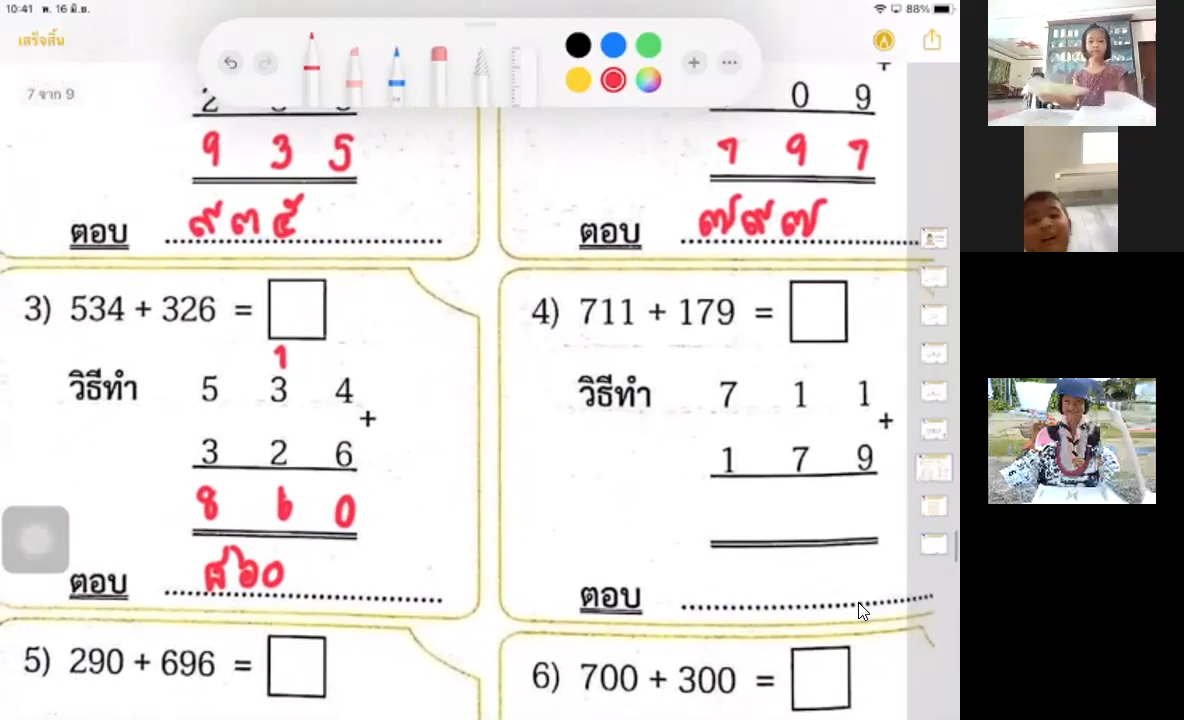 10:41 พ. 16 มิ.ย.
88%
เสร็จสิ้น
7 จาก 9
0 9
9 3 5
7 9 7
ตอบ ๙๓๕
ตอบ ๗๙๗
3) 534 + 326 =
1
วิธีทำ 5 3 4
+
3 2 6
8 6 0
ตอบ ๘๖๐
4) 711 + 179 =
วิธีทำ 7 1 1
+
1 7 9
ตอบ
5) 290 + 696 =
6) 700 + 300 =